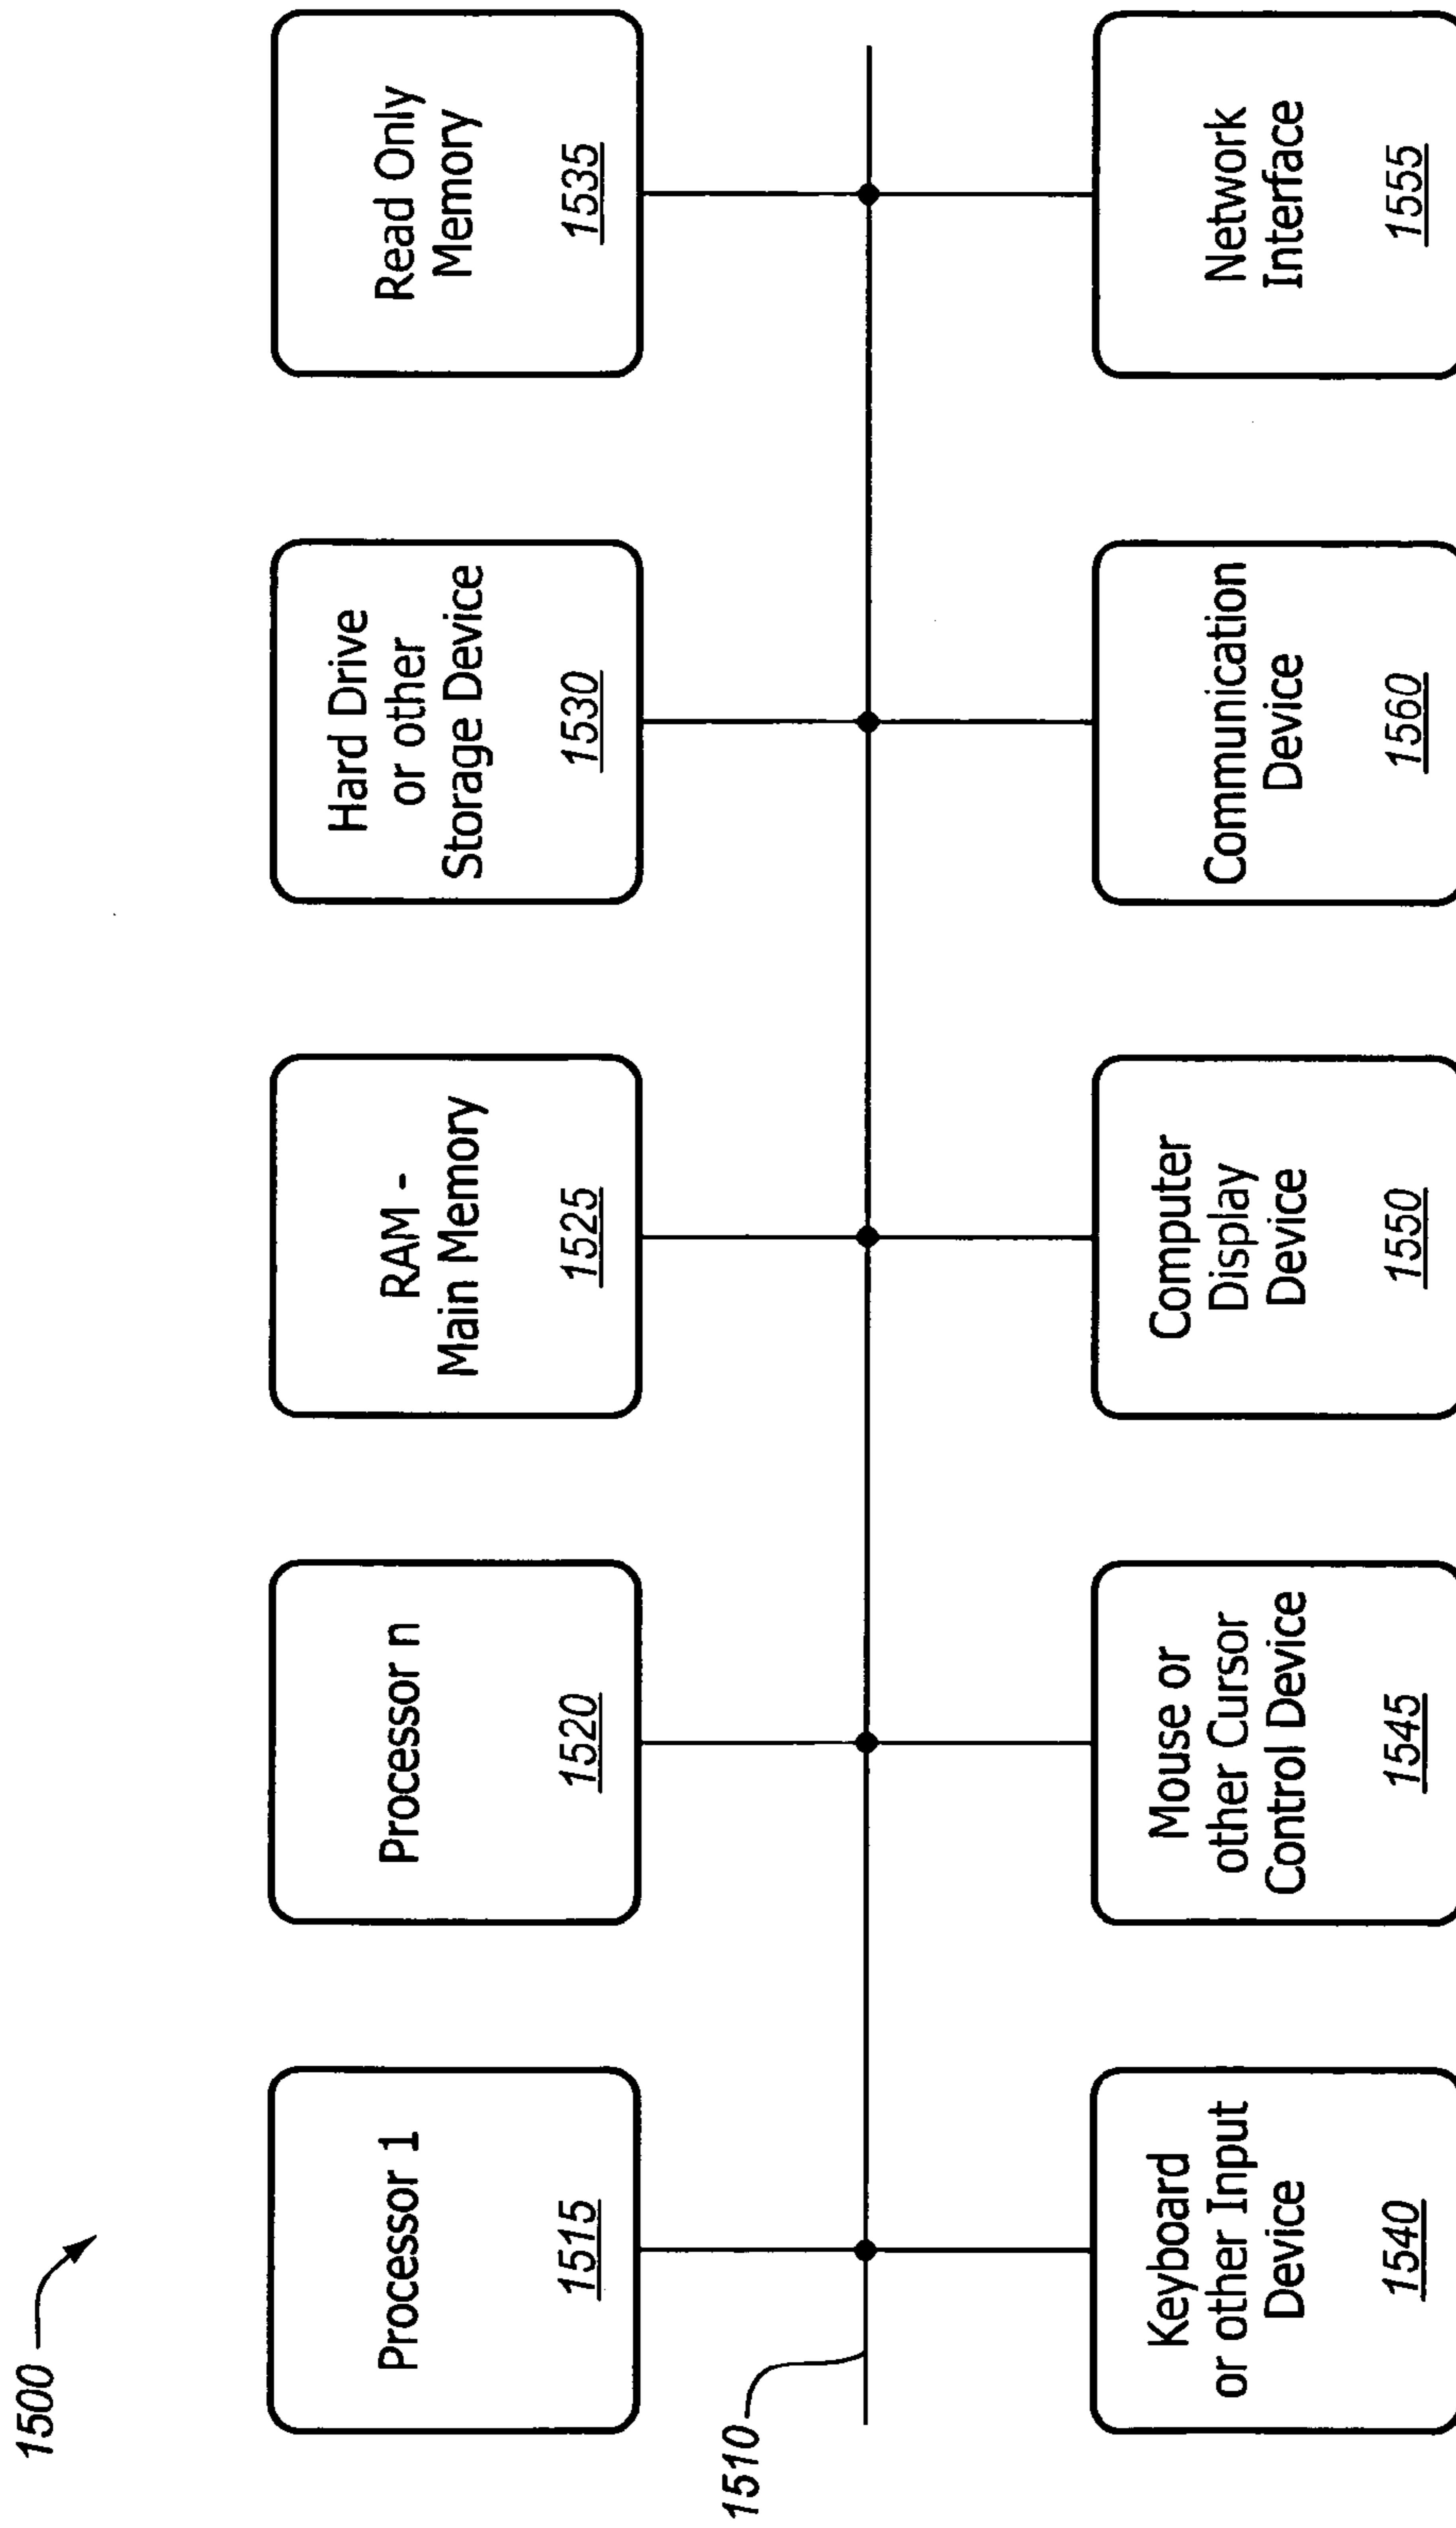 1500
Processor 1
1515
Processor n
1520
RAM -
Main Memory
1525
Hard Drive
or other
Storage Device
1530
Read Only
Memory
1535
1510
Keyboard
or other Input
Device
1540
Mouse or
other Cursor
Control Device
1545
Computer
Display
Device
1550
Communication
Device
1560
Network
Interface
1555